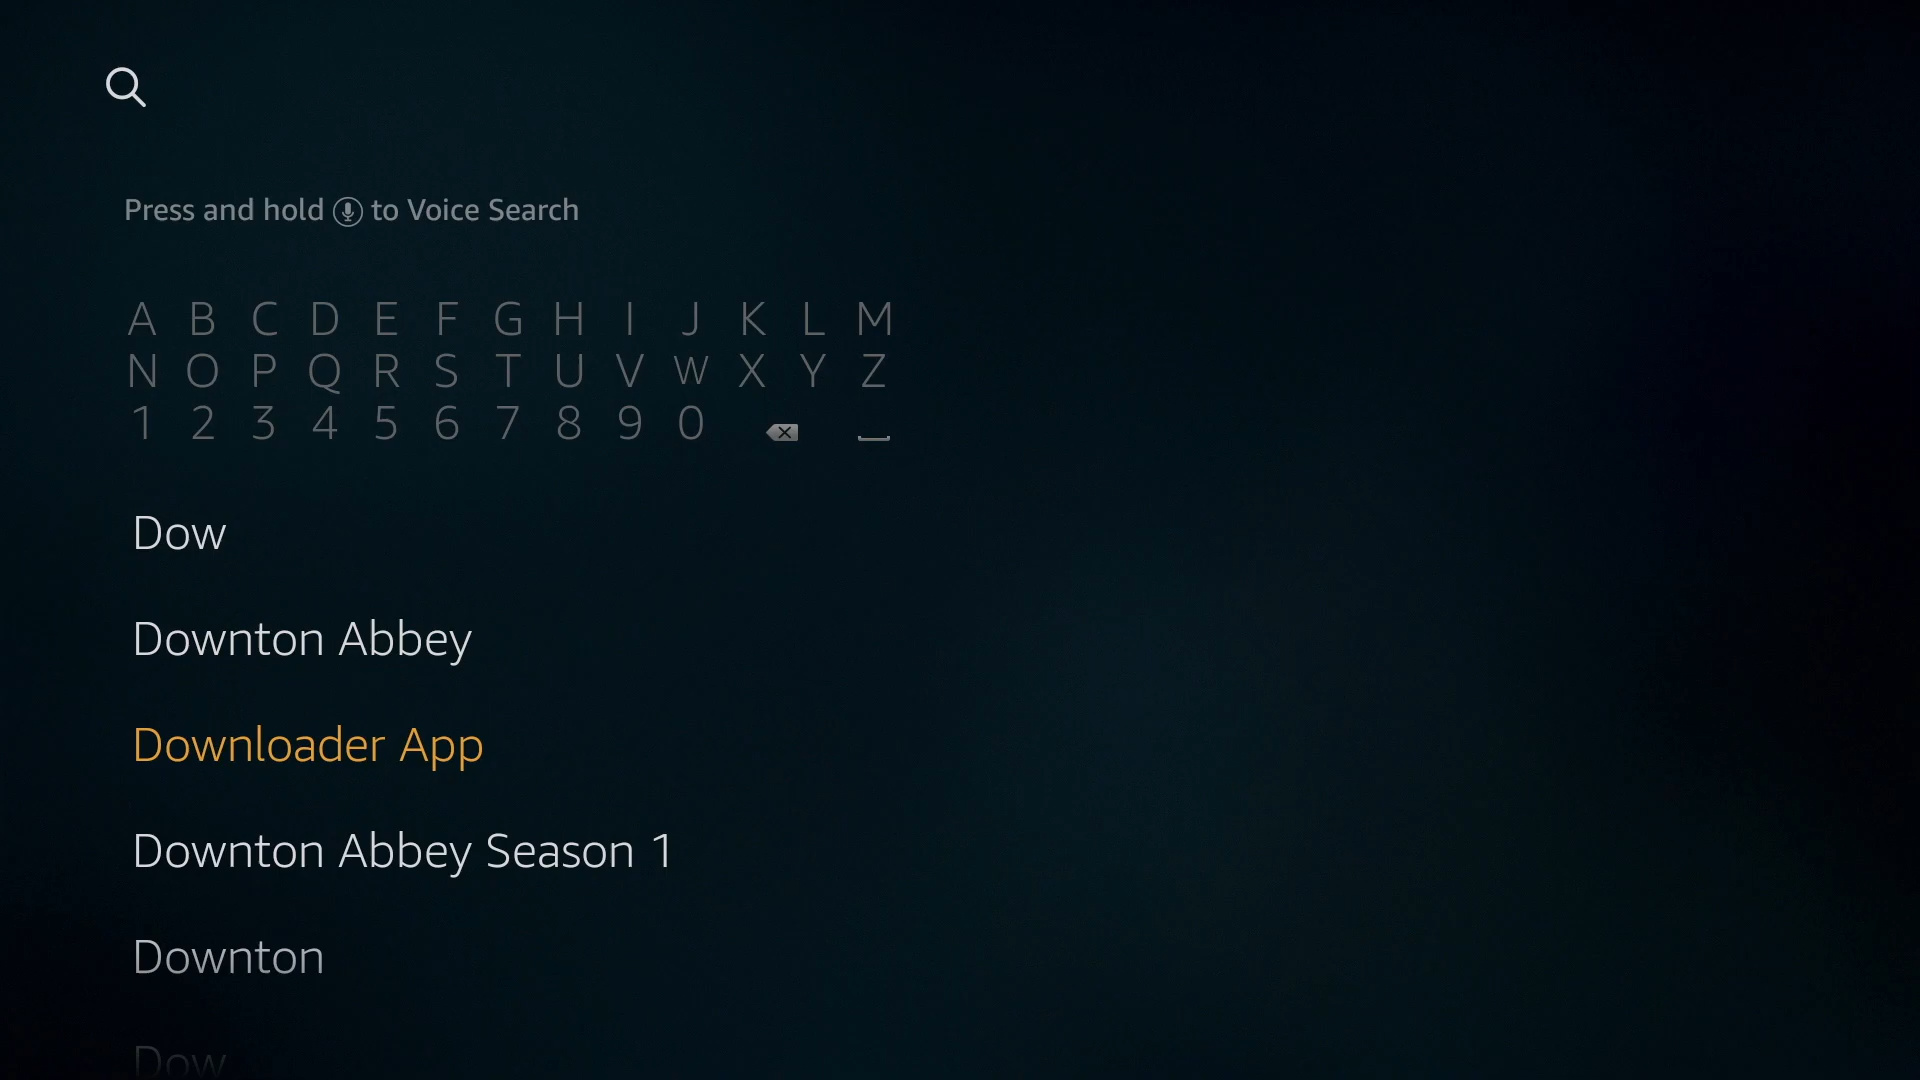 Press and hold to Voice Search
A B C D E F G H I J K L M
N O P Q R S T U V W X Y Z
1 2 3 4 5 6 7 8 9 0
Dow
Downton Abbey
Downloader App
Downton Abbey Season 1
Downton
Dow